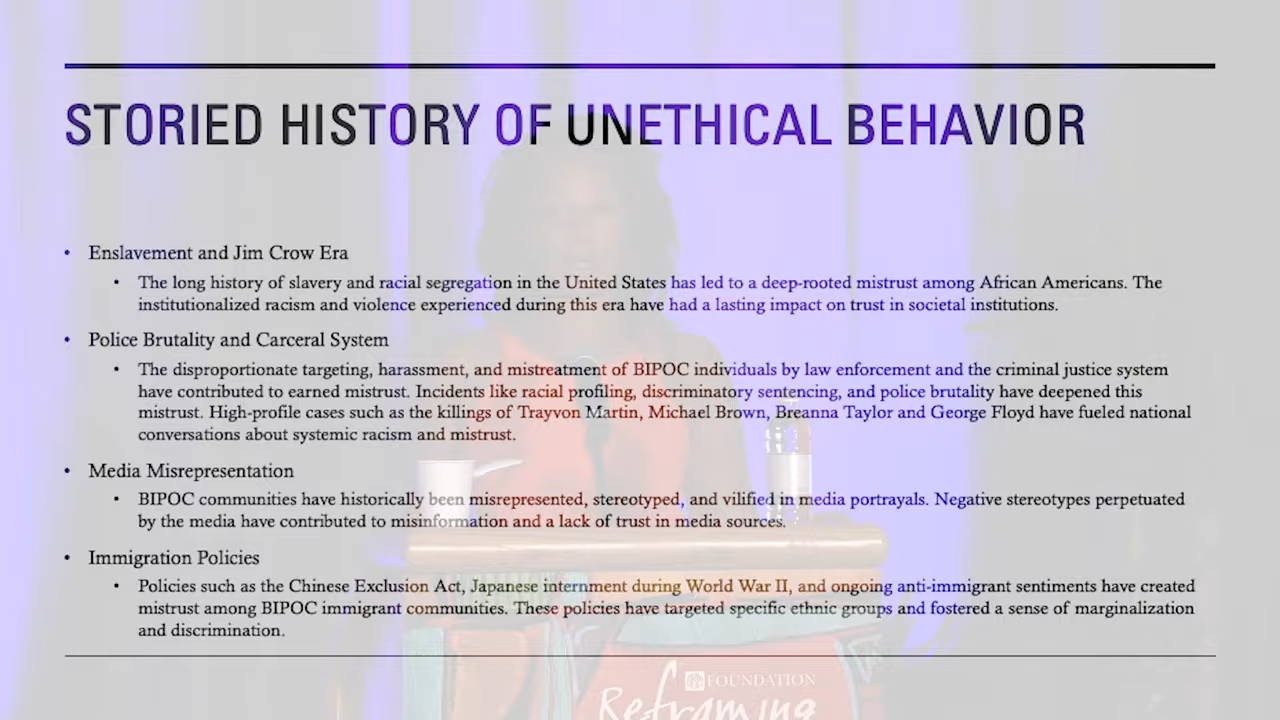 STORIED HISTORY OF UNETHICAL BEHAVIOR
• Enslavement and Jim Crow Era
• The long history of slavery and racial segregation in the United States has led to a deep-rooted mistrust among African Americans. The
institutionalized racism and violence experienced during this era have had a lasting impact on trust in societal institutions.
• Police Brutality and Carceral System
• The disproportionate targeting, harassment, and mistreatment of BIPOC individuals by law enforcement and the criminal justice system
have contributed to earned mistrust. Incidents like racial profiling, discriminatory sentencing, and police brutality have deepened this
mistrust. High-profile cases such as the killings of Trayvon Martin, Michael Brown, Breanna Taylor and George Floyd have fueled national
conversations about systemic racism and mistrust.
• Media Misrepresentation
• BIPOC communities have historically been misrepresented, stereotyped, and vilified in media portrayals. Negative stereotypes perpetuated
by the media have contributed to misinformation and a lack of trust in media sources.
• Immigration Policies
• Policies such as the Chinese Exclusion Act, Japanese internment during World War II, and ongoing anti-immigrant sentiments have created
mistrust among BIPOC immigrant communities. These policies have targeted specific ethnic groups and fostered a sense of marginalization
and discrimination.
FOUNDATION
Reframing